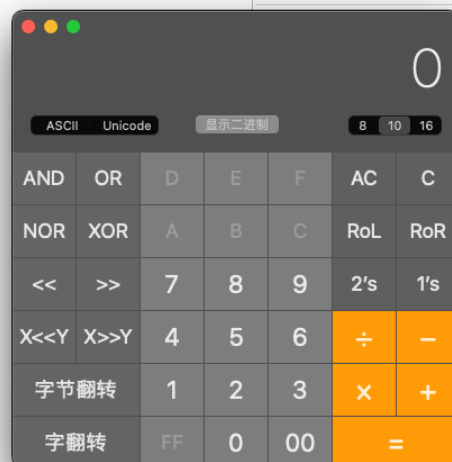 0
ASCII Unicode 显示二进制 8 10 16
AND OR D E F AC C
NOR XOR A B C RoL RoR
<< >> 7 8 9 2's 1's
X<<Y X>>Y 4 5 6 ÷ −
字节翻转 1 2 3 × +
字翻转 FF 0 00 =